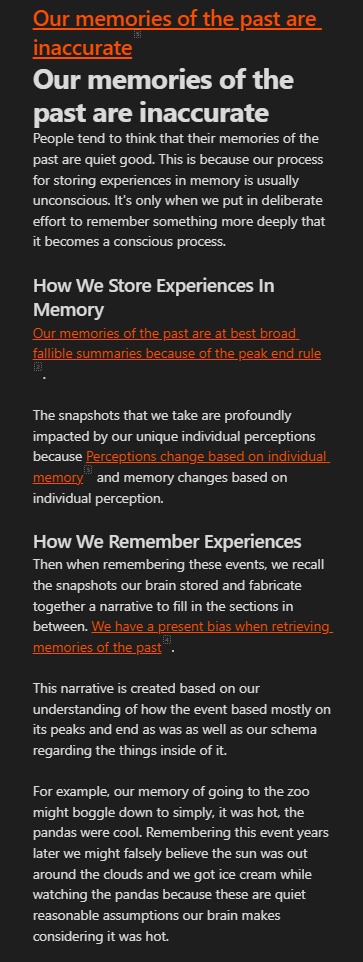 Our memories of the past are
inaccurate
Our memories of the
past are inaccurate
People tend to think that their memories of the
past are quiet good. This is because our process
for storing experiences in memory is usually
unconscious. It's only when we put in deliberate
effort to remember something more deeply that
it becomes a conscious process.
How We Store Experiences In
Memory
Our memories of the past are at best broad
fallible summaries because of the peak end rule
.
The snapshots that we take are profoundly
impacted by our unique individual perceptions
because Perceptions change based on individual
memory and memory changes based on
individual perception.
How We Remember Experiences
Then when remembering these events, we recall
the snapshots our brain stored and fabricate
together a narrative to fill in the sections in
between. We have a present bias when retrieving
memories of the past.
This narrative is created based on our
understanding of how the event based mostly on
its peaks and end as was as well as our schema
regarding the things inside of it.
For example, our memory of going to the zoo
might boggle down to simply, it was hot, the
pandas were cool. Remembering this event years
later we might falsely believe the sun was out
around the clouds and we got ice cream while
watching the pandas because these are quiet
reasonable assumptions our brain makes
considering it was hot.